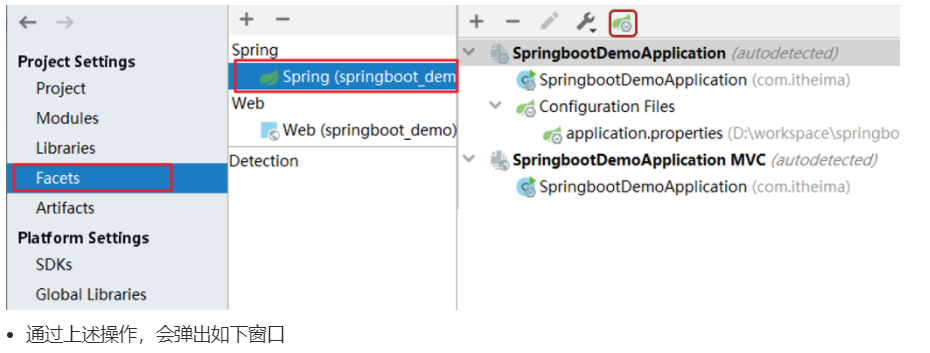 Project Settings
Project
Modules
Libraries
Facets
Artifacts
Platform Settings
SDKs
Global Libraries
Spring
Spring (springboot_dem
Web
Web (springboot_demo)
Detection
SpringbootDemoApplication (autodetected)
SpringbootDemoApplication (com.itheima)
Configuration Files
application.properties (D:\workspace\springbo
SpringbootDemoApplication MVC (autodetected)
SpringbootDemoApplication (com.itheima)
• 通过上述操作，会弹出如下窗口